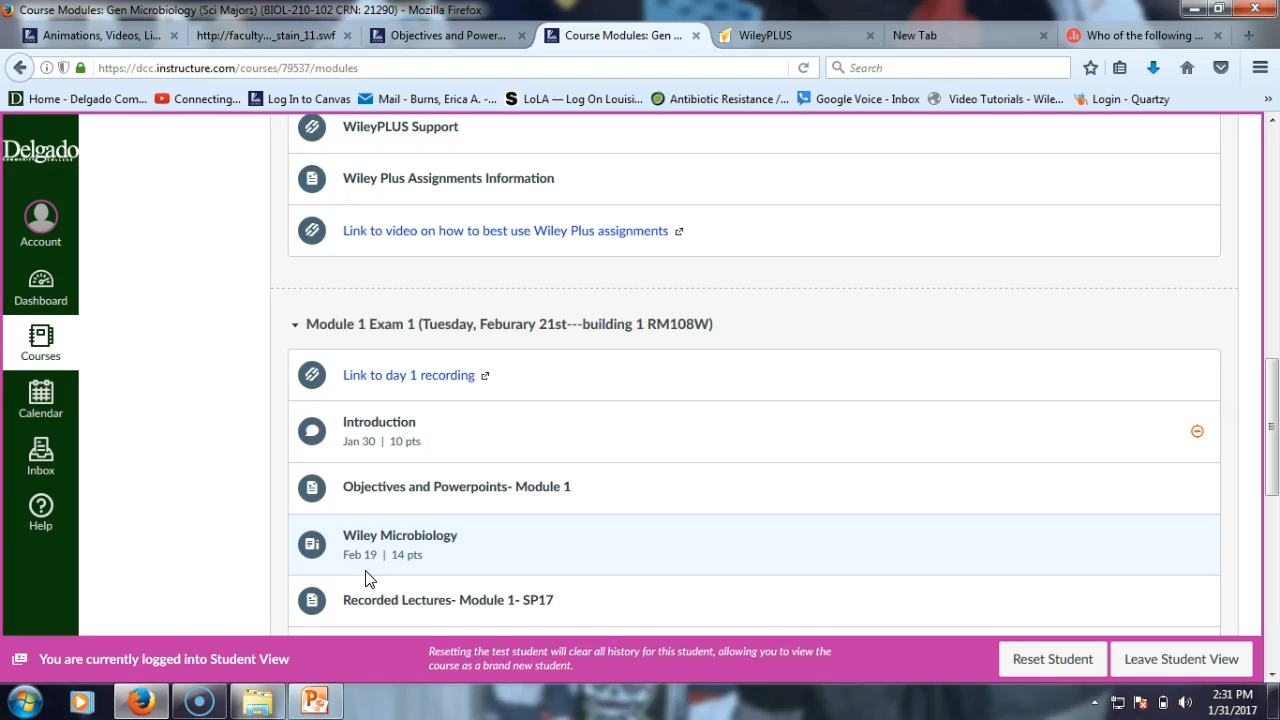 Course Modules: Gen Microbiology (Sci Majors) (BIOL-210-102 CRN: 21290) - Mozilla Firefox
Animations, Videos, Li...
http://faculty..._stain_11.swf
Objectives and Power...
Course Modules: Gen ...
WileyPLUS
New Tab
Who of the following ...
https://dcc.instructure.com/courses/79537/modules
Search
Home - Delgado Com...
Connecting...
Log In to Canvas
Mail - Burns, Erica A. -...
LoLA — Log On Louisi...
Antibiotic Resistance /...
Google Voice - Inbox
Video Tutorials - Wile...
Login - Quartzy
»
Delgado
COMMUNITY COLLEGE
Account
Dashboard
Courses
Calendar
Inbox
Help
WileyPLUS Support
Wiley Plus Assignments Information
Link to video on how to best use Wiley Plus assignments
Module 1 Exam 1 (Tuesday, Feburary 21st---building 1 RM108W)
Link to day 1 recording
Introduction
Jan 30 | 10 pts
Objectives and Powerpoints- Module 1
Wiley Microbiology
Feb 19 | 14 pts
Recorded Lectures- Module 1- SP17
You are currently logged into Student View
Resetting the test student will clear all history for this student, allowing you to view the
course as a brand new student.
Reset Student
Leave Student View
2:31 PM
1/31/2017